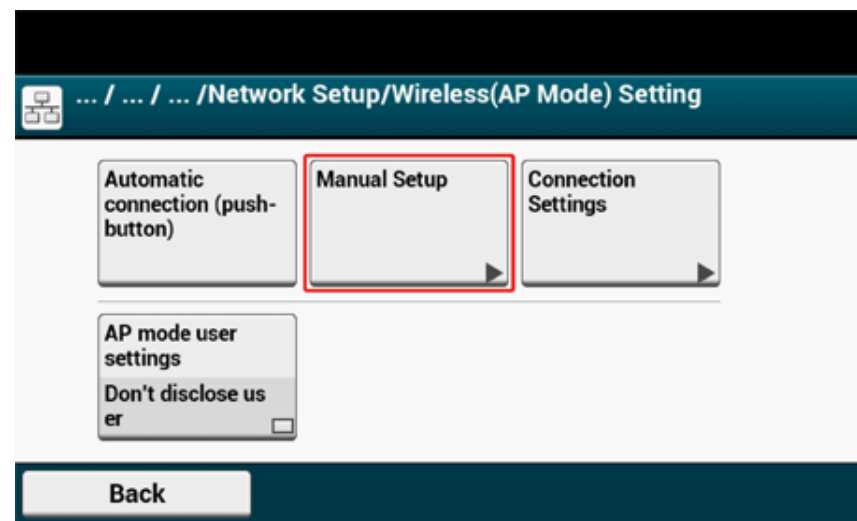 ... / ... / ... /Network Setup/Wireless(AP Mode) Setting
Automatic
connection (push-
button)
Manual Setup
Connection
Settings
AP mode user
settings
Don't disclose us
er
Back